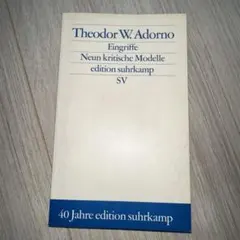 Theodor W. Adorno
Eingriffe
Neun kritische Modelle
edition suhrkamp
SV
40 Jahre edition suhrkamp